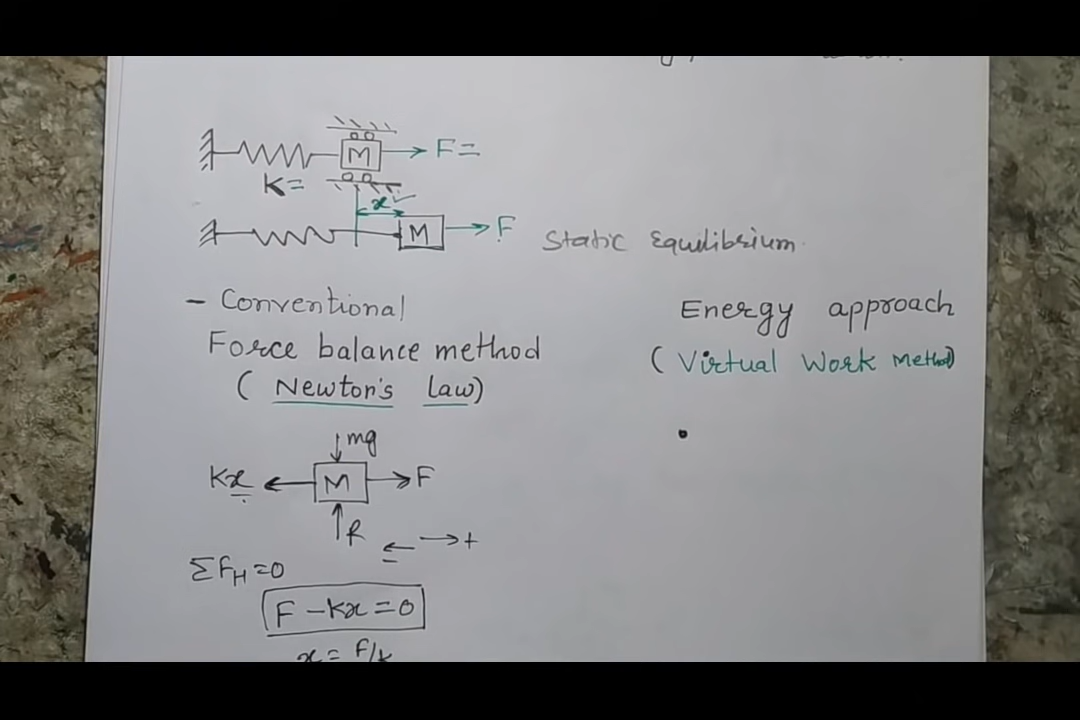 M
F=
K=
x
M
F
Static Equilibrium
- Conventional
Force balance method
( Newton's Law)
mg
Kx
M
F
R
+
ΣFH=0
F - Kx = 0
x = F/K
Energy approach
( Virtual Work Method)